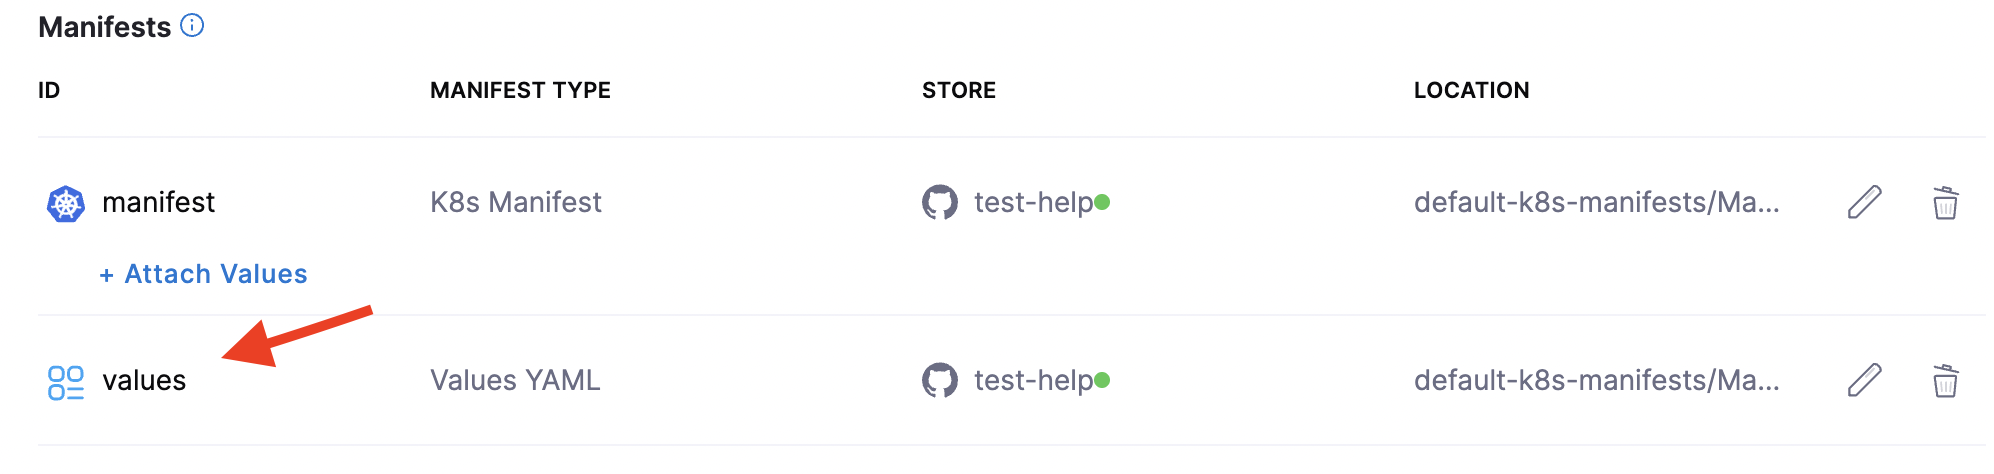 Manifests
ID MANIFEST TYPE STORE LOCATION
manifest K8s Manifest test-help default-k8s-manifests/Ma...
+ Attach Values
values Values YAML test-help default-k8s-manifests/Ma...